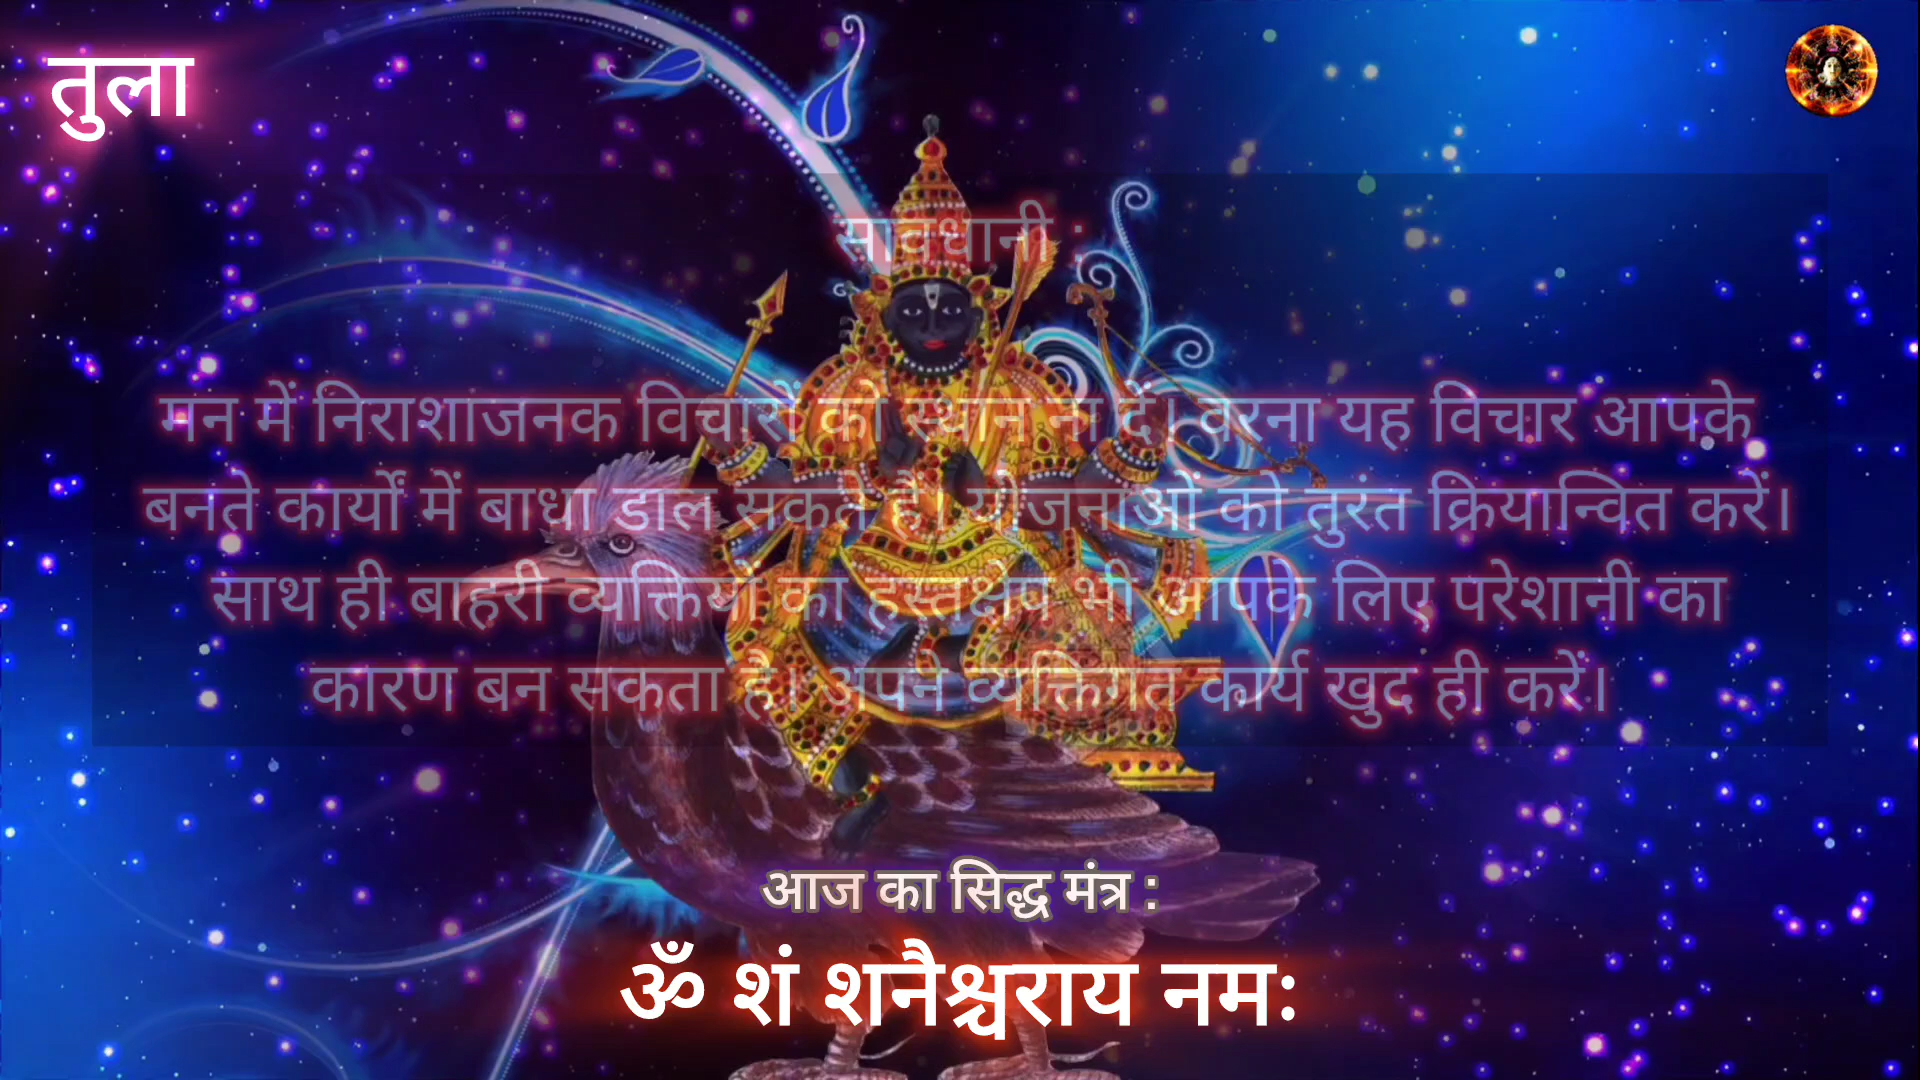 तुला
सावधानी :
मन में निराशाजनक विचारों को स्थान ना दें। वरना यह विचार आपके
बनते कार्यों में बाधा डाल सकते हैं। योजनाओं को तुरंत क्रियान्वित करें।
साथ ही बाहरी व्यक्तियों का हस्तक्षेप भी आपके लिए परेशानी का
कारण बन सकता है। अपने व्यक्तिगत कार्य खुद ही करें।
आज का सिद्ध मंत्र :
ॐ शं शनैश्चराय नमः